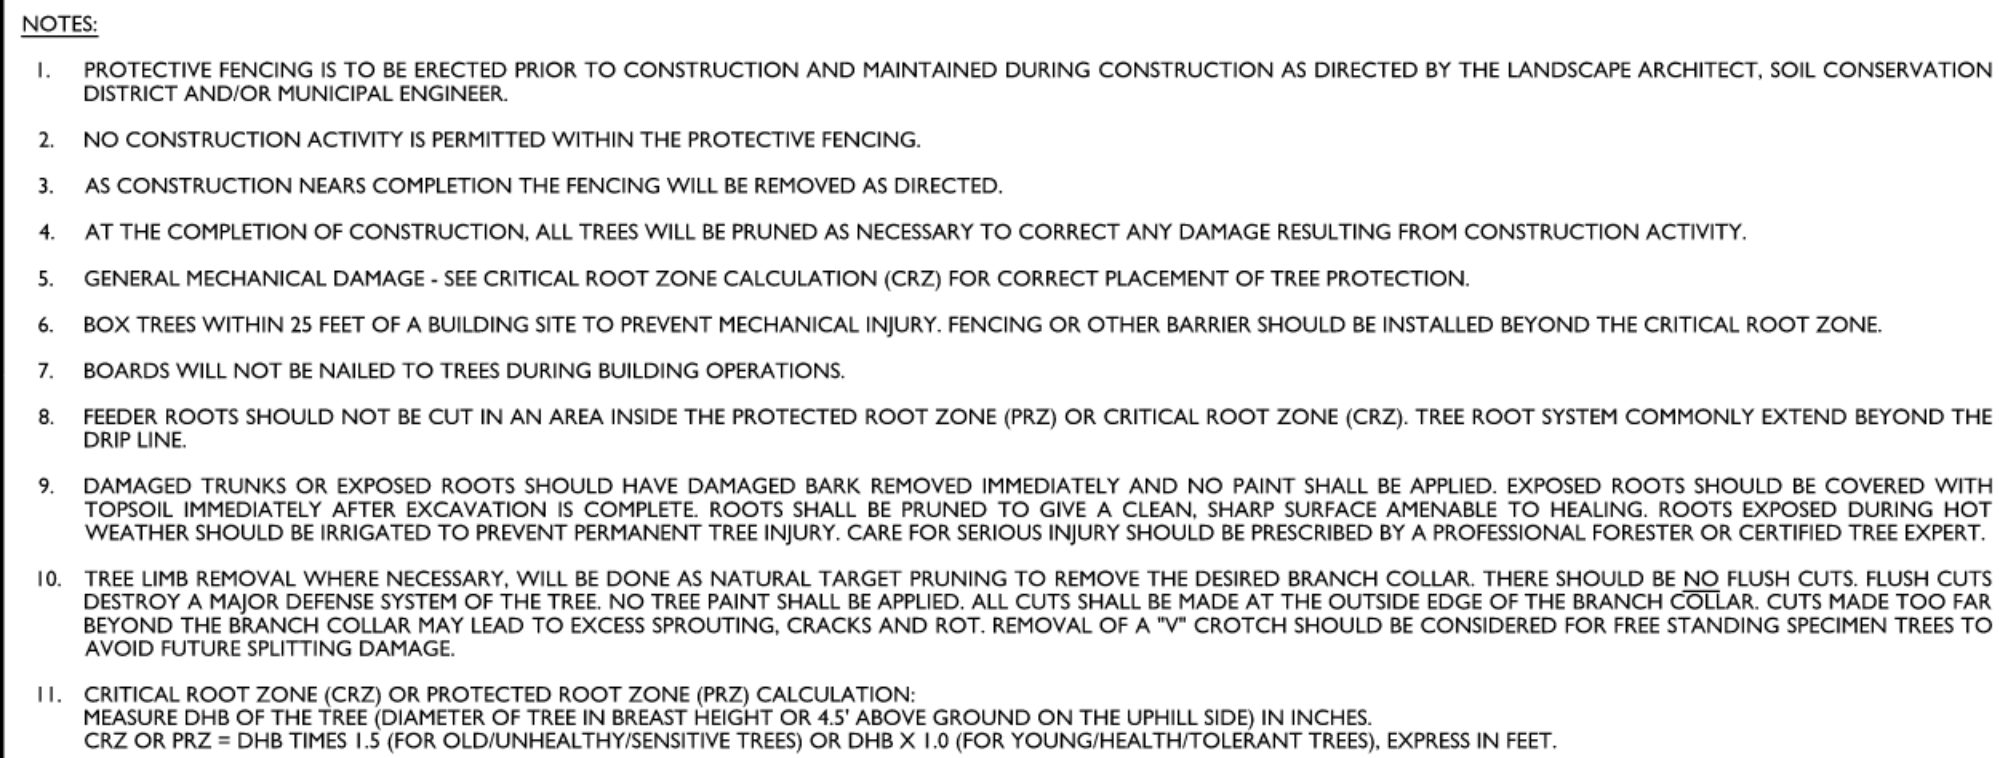 NOTES:
1. PROTECTIVE FENCING IS TO BE ERECTED PRIOR TO CONSTRUCTION AND MAINTAINED DURING CONSTRUCTION AS DIRECTED BY THE LANDSCAPE ARCHITECT, SOIL CONSERVATION
DISTRICT AND/OR MUNICIPAL ENGINEER.
2. NO CONSTRUCTION ACTIVITY IS PERMITTED WITHIN THE PROTECTIVE FENCING.
3. AS CONSTRUCTION NEARS COMPLETION THE FENCING WILL BE REMOVED AS DIRECTED.
4. AT THE COMPLETION OF CONSTRUCTION, ALL TREES WILL BE PRUNED AS NECESSARY TO CORRECT ANY DAMAGE RESULTING FROM CONSTRUCTION ACTIVITY.
5. GENERAL MECHANICAL DAMAGE - SEE CRITICAL ROOT ZONE CALCULATION (CRZ) FOR CORRECT PLACEMENT OF TREE PROTECTION.
6. BOX TREES WITHIN 25 FEET OF A BUILDING SITE TO PREVENT MECHANICAL INJURY. FENCING OR OTHER BARRIER SHOULD BE INSTALLED BEYOND THE CRITICAL ROOT ZONE.
7. BOARDS WILL NOT BE NAILED TO TREES DURING BUILDING OPERATIONS.
8. FEEDER ROOTS SHOULD NOT BE CUT IN AN AREA INSIDE THE PROTECTED ROOT ZONE (PRZ) OR CRITICAL ROOT ZONE (CRZ). TREE ROOT SYSTEM COMMONLY EXTEND BEYOND THE
DRIP LINE.
9. DAMAGED TRUNKS OR EXPOSED ROOTS SHOULD HAVE DAMAGED BARK REMOVED IMMEDIATELY AND NO PAINT SHALL BE APPLIED. EXPOSED ROOTS SHOULD BE COVERED WITH
TOPSOIL IMMEDIATELY AFTER EXCAVATION IS COMPLETE. ROOTS SHALL BE PRUNED TO GIVE A CLEAN, SHARP SURFACE AMENABLE TO HEALING. ROOTS EXPOSED DURING HOT
WEATHER SHOULD BE IRRIGATED TO PREVENT PERMANENT TREE INJURY. CARE FOR SERIOUS INJURY SHOULD BE PRESCRIBED BY A PROFESSIONAL FORESTER OR CERTIFIED TREE EXPERT.
10. TREE LIMB REMOVAL WHERE NECESSARY, WILL BE DONE AS NATURAL TARGET PRUNING TO REMOVE THE DESIRED BRANCH COLLAR. THERE SHOULD BE NO FLUSH CUTS. FLUSH CUTS
DESTROY A MAJOR DEFENSE SYSTEM OF THE TREE. NO TREE PAINT SHALL BE APPLIED. ALL CUTS SHALL BE MADE AT THE OUTSIDE EDGE OF THE BRANCH COLLAR. CUTS MADE TOO FAR
BEYOND THE BRANCH COLLAR MAY LEAD TO EXCESS SPROUTING, CRACKS AND ROT. REMOVAL OF A "V" CROTCH SHOULD BE CONSIDERED FOR FREE STANDING SPECIMEN TREES TO
AVOID FUTURE SPLITTING DAMAGE.
11. CRITICAL ROOT ZONE (CRZ) OR PROTECTED ROOT ZONE (PRZ) CALCULATION:
MEASURE DHB OF THE TREE (DIAMETER OF TREE IN BREAST HEIGHT OR 4.5' ABOVE GROUND ON THE UPHILL SIDE) IN INCHES.
CRZ OR PRZ = DHB TIMES 1.5 (FOR OLD/UNHEALTHY/SENSITIVE TREES) OR DHB X 1.0 (FOR YOUNG/HEALTH/TOLERANT TREES), EXPRESS IN FEET.